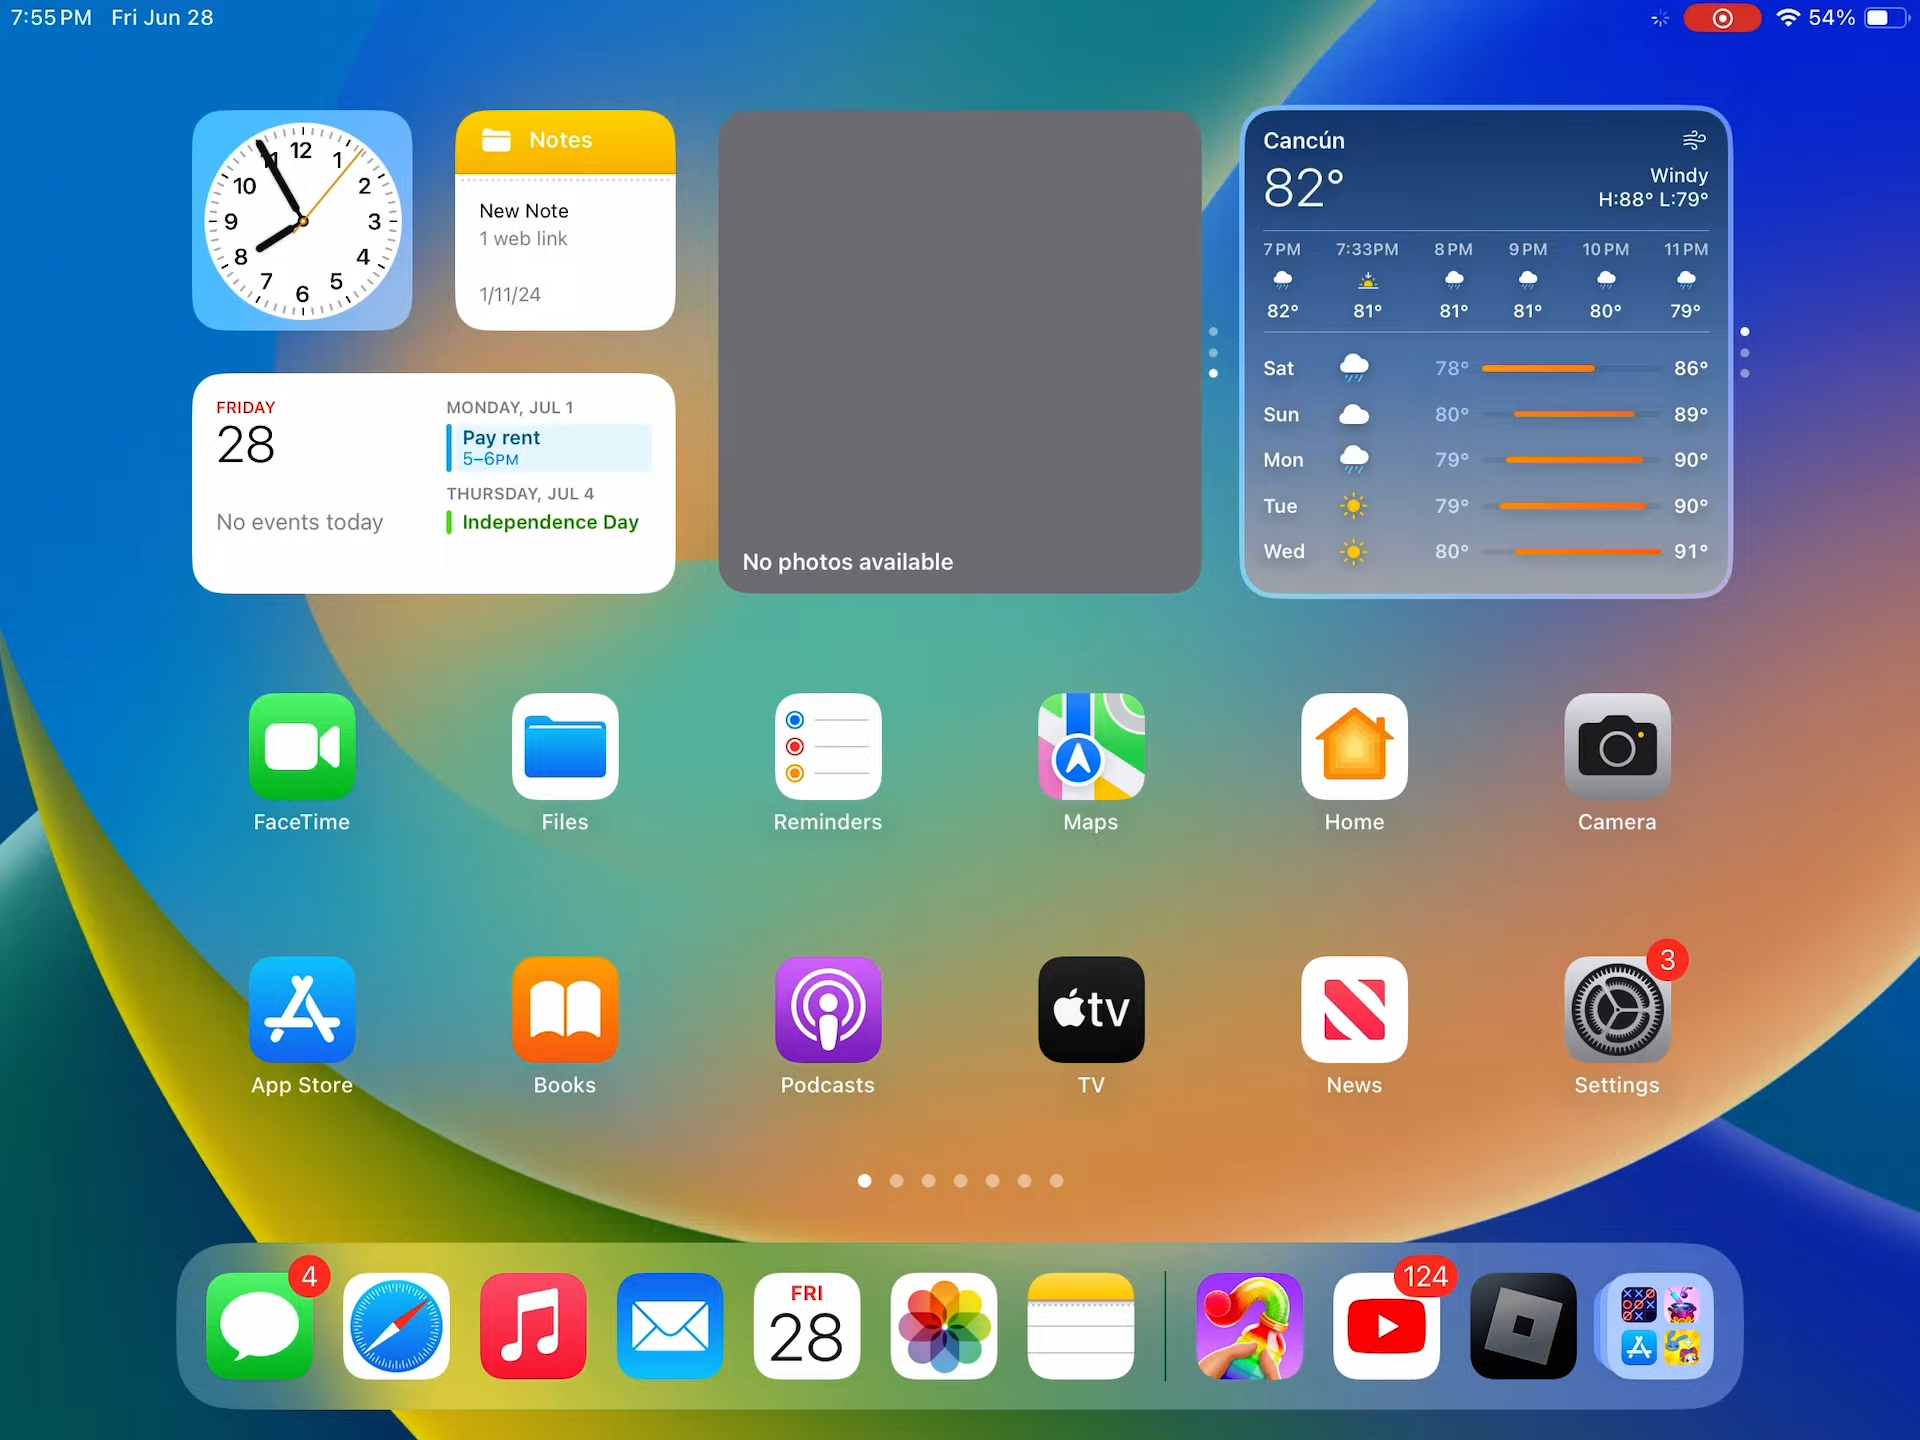 7:55 PM Fri Jun 28
54%
12
1
2
3
4
5
6
7
8
9
10
11
Notes
New Note
1 web link
1/11/24
No photos available
Cancún
82°
Windy
H:88° L:79°
7 PM 7:33PM 8 PM 9 PM 10 PM 11 PM
82° 81° 81° 81° 80° 79°
Sat 78° 86°
Sun 80° 89°
Mon 79° 90°
Tue 79° 90°
Wed 80° 91°
FRIDAY
28
No events today
MONDAY, JUL 1
Pay rent
5–6PM
THURSDAY, JUL 4
Independence Day
FaceTime Files Reminders Maps Home Camera
tv
3
App Store Books Podcasts TV News Settings
4
FRI
28
124